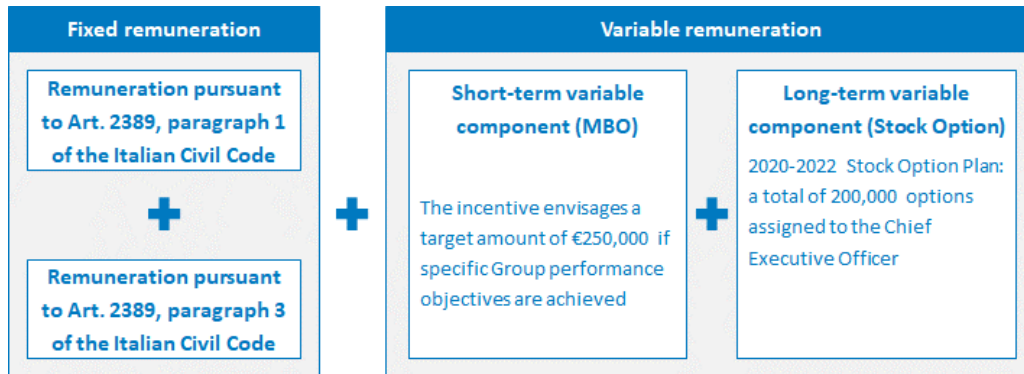 Fixed remuneration
Remuneration pursuant
to Art. 2389, paragraph 1
of the Italian Civil Code
Remuneration pursuant
to Art. 2389, paragraph 3
of the Italian Civil Code
Variable remuneration
Short-term variable
component (MBO)
The incentive envisages a
target amount of €250,000 if
specific Group performance
objectives are achieved
Long-term variable
component (Stock Option)
2020-2022 Stock Option Plan:
a total of 200,000 options
assigned to the Chief
Executive Officer